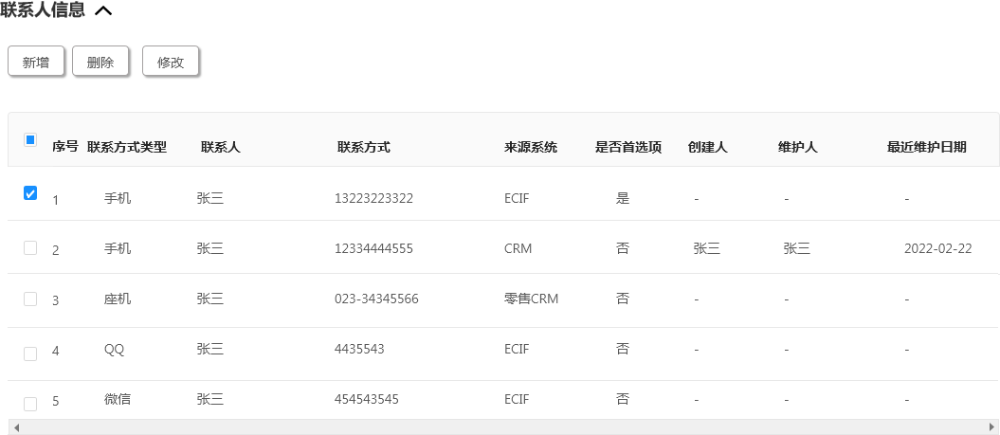 联系人信息
新增 删除 修改
序号 联系方式类型 联系人 联系方式 来源系统 是否首选项 创建人 维护人 最近维护日期
1 手机 张三 13223223322 ECIF 是 - - -
2 手机 张三 12334444555 CRM 否 张三 张三 2022-02-22
3 座机 张三 023-34345566 零售CRM 否 - - -
4 QQ 张三 4435543 ECIF 否 - - -
5 微信 张三 454543545 ECIF 否 - - -